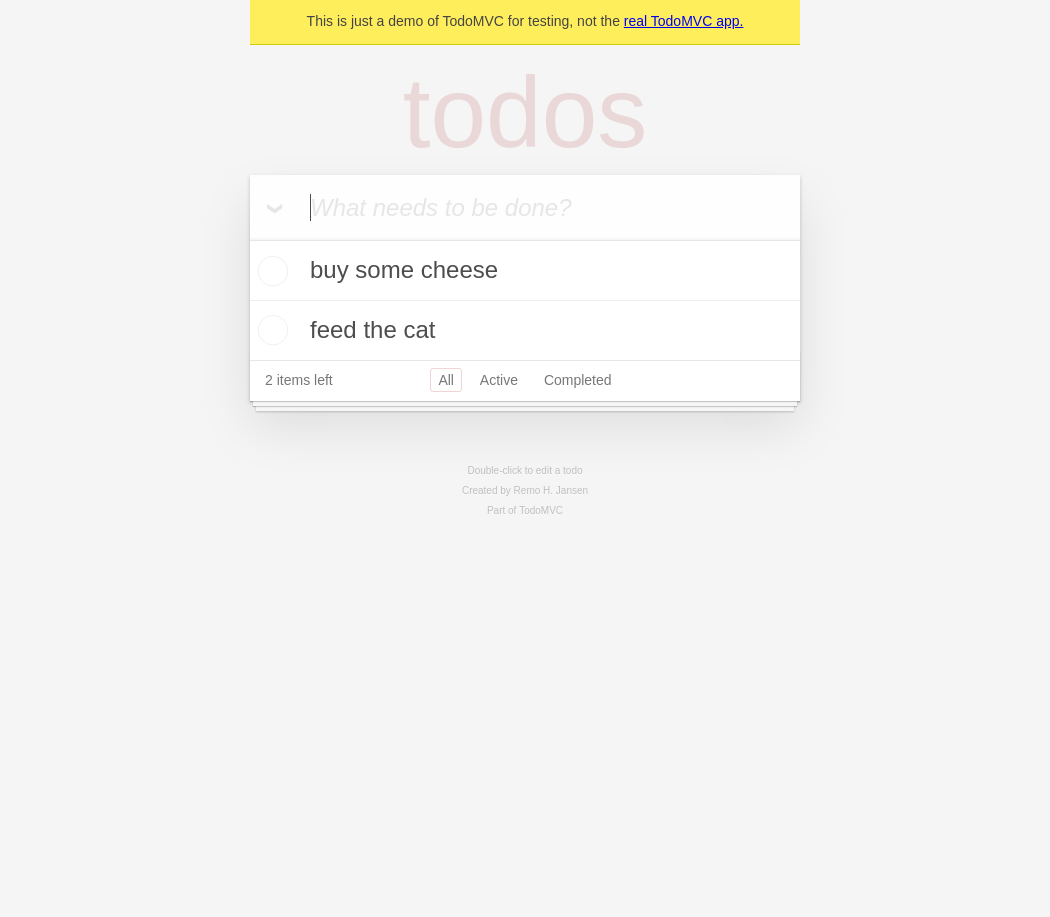 This is just a demo of TodoMVC for testing, not the real TodoMVC app.
todos
What needs to be done?
buy some cheese
feed the cat
2 items left All Active Completed
Double-click to edit a todo
Created by Remo H. Jansen
Part of TodoMVC